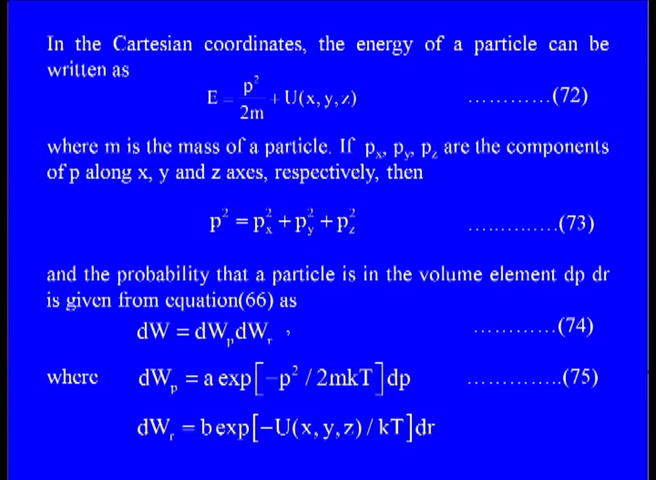 In the Cartesian coordinates, the energy of a particle can be
written as
E = p²/2m + U(x, y, z) ............(72)
where m is the mass of a particle. If pₓ, p_y, p_z are the components
of p along x, y and z axes, respectively, then
p² = pₓ² + p_y² + p_z² .............(73)
and the probability that a particle is in the volume element dp dr
is given from equation(66) as
dW = dW_p dW_r , ............(74)
where dW_p = a exp[−p² / 2mkT]dp ..............(75)
dW_r = b exp[−U(x, y, z) / kT]dr